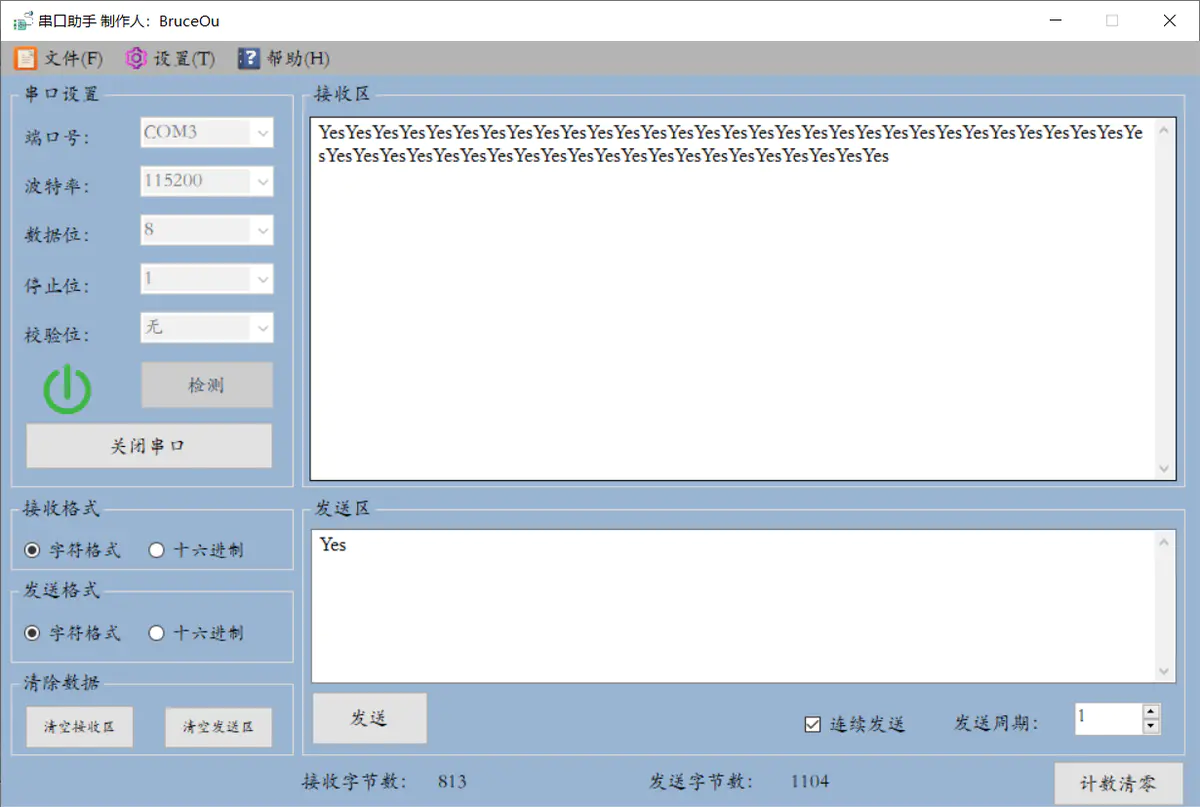 串口助手 制作人：BruceOu
文件(F) 设置(T) 帮助(H)
串口设置
端口号: COM3
波特率: 115200
数据位: 8
停止位: 1
校验位: 无
检测
关闭串口
接收区
YesYesYesYesYesYesYesYesYesYesYesYesYesYesYesYesYesYesYesYesYesYesYesYesYesYesYesYesYesYesYe
sYesYesYesYesYesYesYesYesYesYesYesYesYesYesYesYesYesYesYesYesYes
接收格式
字符格式 十六进制
发送格式
字符格式 十六进制
清除数据
清空接收区 清空发送区
发送区
Yes
发送 连续发送 发送周期: 1
接收字节数: 813 发送字节数: 1104 计数清零